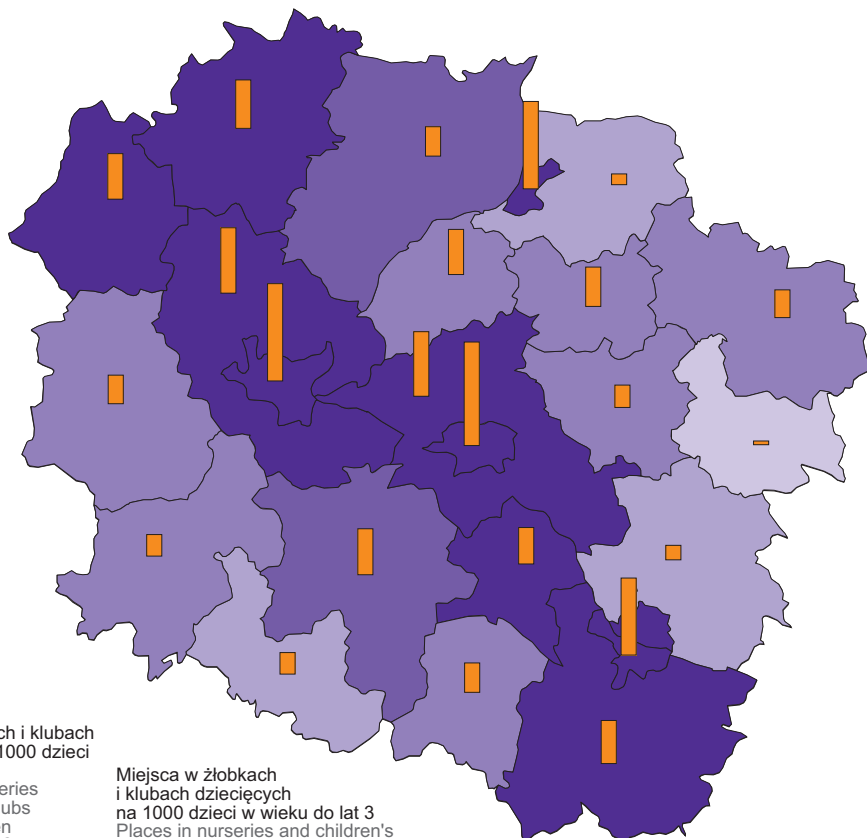 ch i klubach
1000 dzieci
eries
ubs
en
Miejsca w żłobkach
i klubach dziecięcych
na 1000 dzieci w wieku do lat 3
Places in nurseries and children's